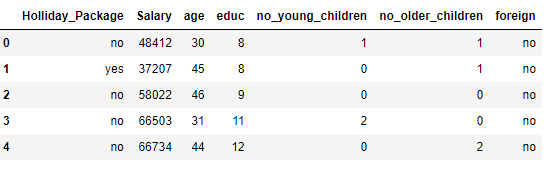 Holliday_Package Salary age educ no_young_children no_older_children foreign
0 no 48412 30 8 1 1 no
1 yes 37207 45 8 0 1 no
2 no 58022 46 9 0 0 no
3 no 66503 31 11 2 0 no
4 no 66734 44 12 0 2 no